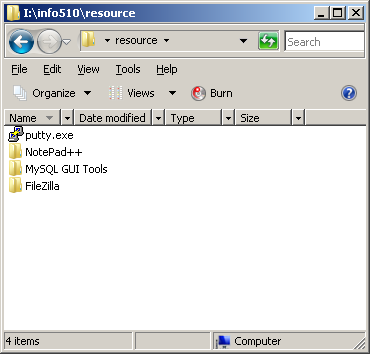 I:\info510\resource
resource
Search
File Edit View Tools Help
Organize Views Burn
Name Date modified Type Size
putty.exe
NotePad++
MySQL GUI Tools
FileZilla
4 items Computer